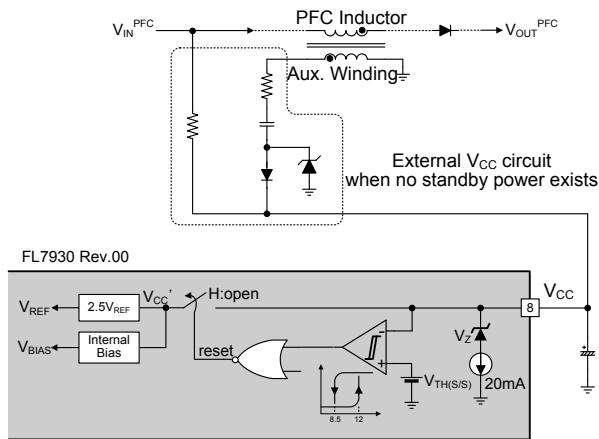 PFC Inductor
V_IN^PFC
V_OUT^PFC
Aux. Winding
External V_CC circuit
when no standby power exists
FL7930 Rev.00
V_REF
2.5V_REF
V_CC'
H:open
8
V_CC
V_BIAS
Internal
Bias
reset
-
+
V_Z
V_TH(S/S)
20mA
8.5
12
+